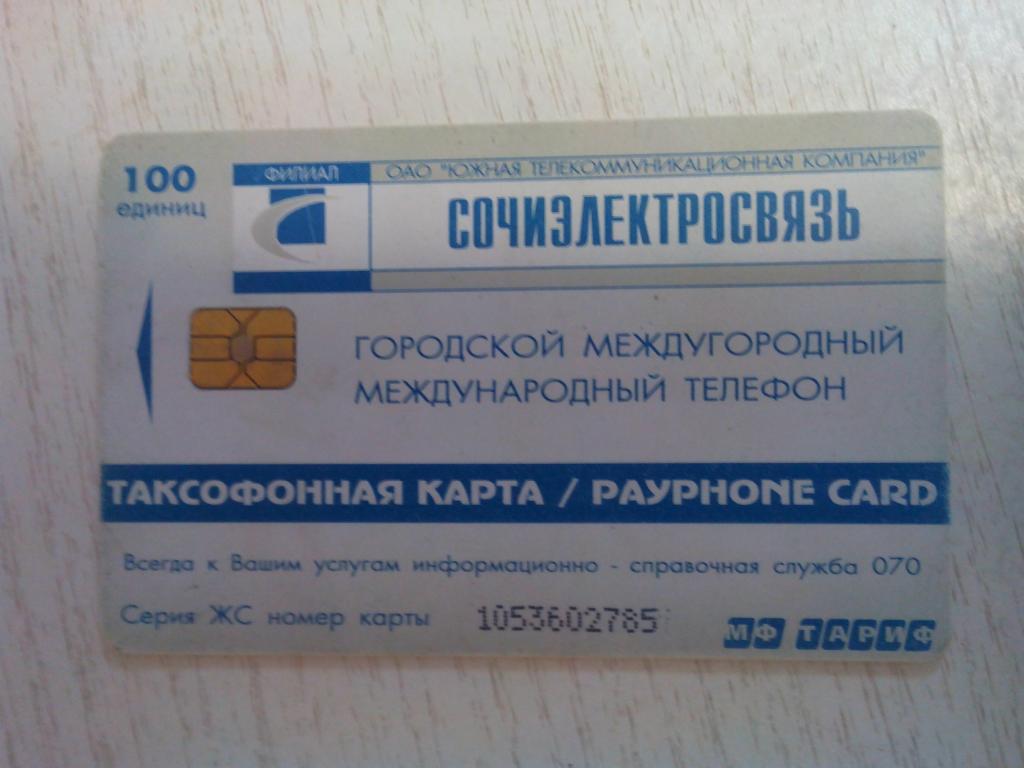 100
единиц
ФИЛИАЛ
ОАО "ЮЖНАЯ ТЕЛЕКОММУНИКАЦИОННАЯ КОМПАНИЯ"
СОЧИЭЛЕКТРОСВЯЗЬ
ГОРОДСКОЙ МЕЖДУГОРОДНЫЙ
МЕЖДУНАРОДНЫЙ ТЕЛЕФОН
ТАКСОФОННАЯ КАРТА / PAYPHONE CARD
Всегда к Вашим услугам информационно - справочная служба 070
Серия ЖС номер карты 1053602785
МФ ТАРИФ